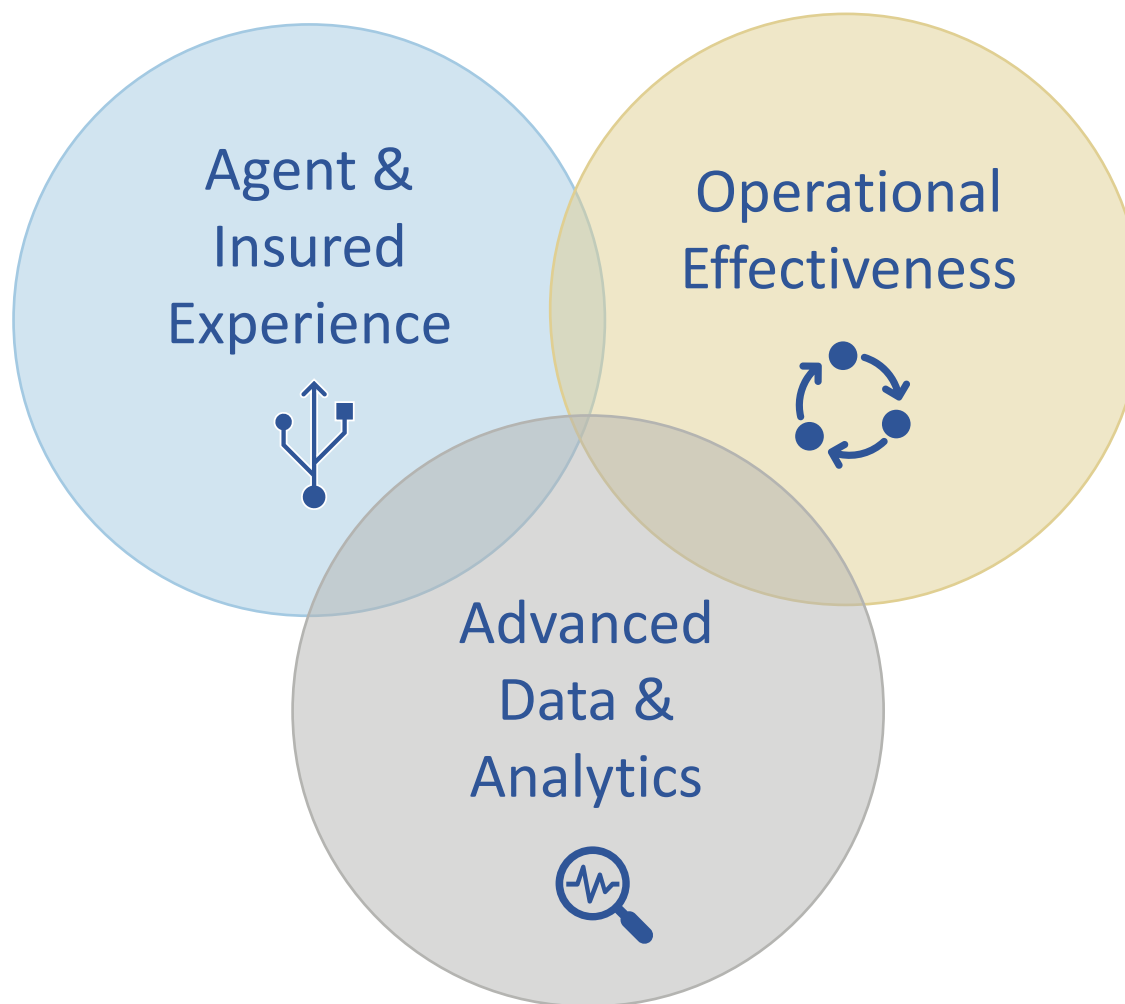 Agent &
Insured
Experience
Operational
Effectiveness
Advanced
Data &
Analytics